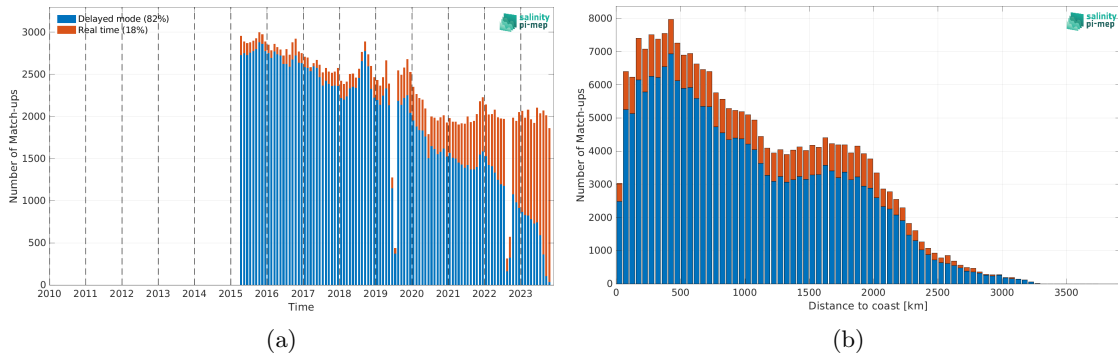 Delayed mode (82%)
Real time (18%)
salinity
pi-mep
3000
2500
2000
1500
1000
500
0
Number of Match-ups
2010 2011 2012 2013 2014 2015 2016 2017 2018 2019 2020 2021 2022 2023
Time
(a)
salinity
pi-mep
8000
7000
6000
5000
4000
3000
2000
1000
0
Number of Match-ups
0 500 1000 1500 2000 2500 3000 3500
Distance to coast [km]
(b)